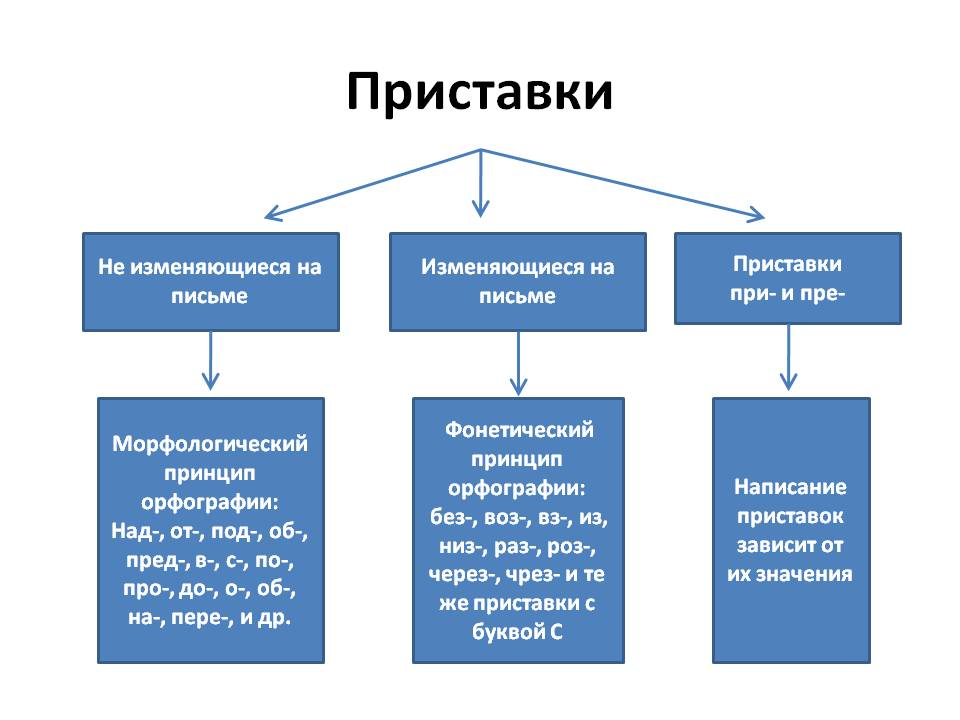 Приставки
Не изменяющиеся на
письме
Изменяющиеся на
письме
Приставки
при- и пре-
Морфологический
принцип
орфографии:
Над-, от-, под-, об-,
пред-, в-, с-, по-,
про-, до-, о-, об-,
на-, пере-, и др.
Фонетический
принцип
орфографии:
без-, воз-, вз-, из,
низ-, раз-, роз-,
через-, чрез- и те
же приставки с
буквой С
Написание
приставок
зависит от
их значения